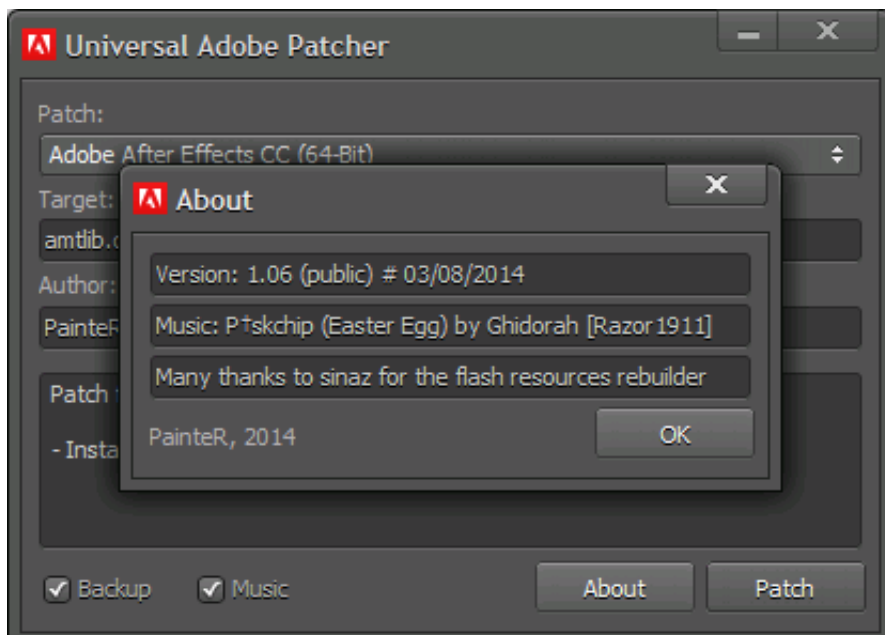 Universal Adobe Patcher
Patch:
Adobe After Effects CC (64-Bit)
Target:
About
Version: 1.06 (public) # 03/08/2014
Author:
Music: P†skchip (Easter Egg) by Ghidorah [Razor1911]
PainteR
Many thanks to sinaz for the flash resources rebuilder
Patch
PainteR, 2014
OK
Backup
Music
About
Patch